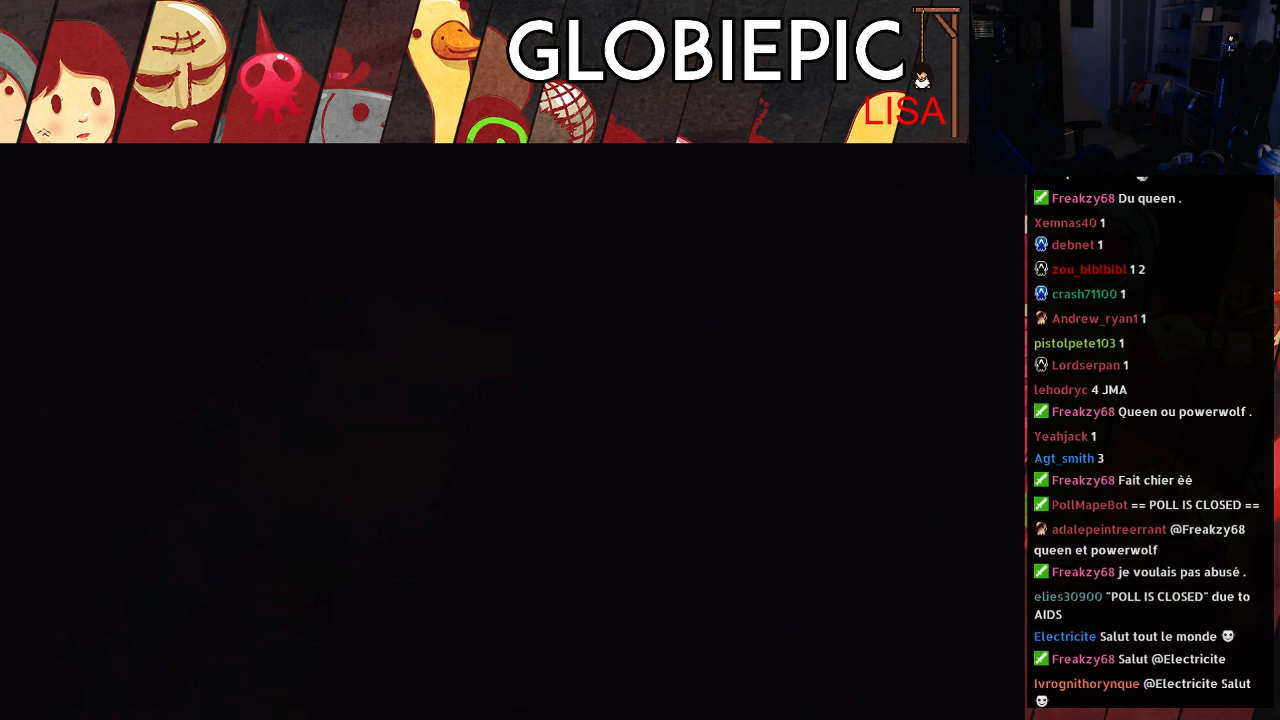 GLOBIEPIC
LISA
Freakzy68 Du queen .
Xemnas40 1
debnet 1
zou_blblblbl 1 2
crash71100 1
Andrew_ryan1 1
pistolpete103 1
Lordserpan 1
lehodryc 4 JMA
Freakzy68 Queen ou powerwolf .
Yeahjack 1
Agt_smith 3
Freakzy68 Fait chier èé
PollMapeBot == POLL IS CLOSED ==
adalepeintreerrant @Freakzy68
queen et powerwolf
Freakzy68 je voulais pas abusé .
elies30900 "POLL IS CLOSED" due to
AIDS
Electricite Salut tout le monde
Freakzy68 Salut @Electricite
Ivrognithorynque @Electricite Salut